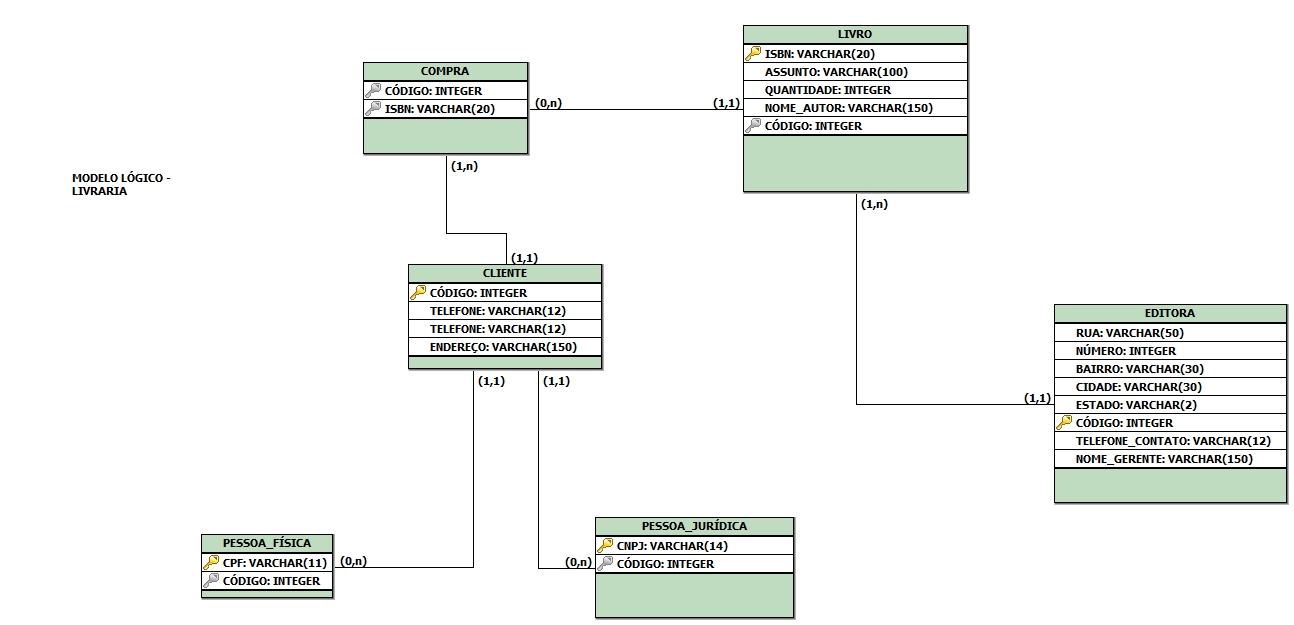 LIVRO
ISBN: VARCHAR(20)
ASSUNTO: VARCHAR(100)
QUANTIDADE: INTEGER
NOME_AUTOR: VARCHAR(150)
CÓDIGO: INTEGER
COMPRA
CÓDIGO: INTEGER
ISBN: VARCHAR(20)
(0,n)
(1,1)
(1,n)
(1,n)
MODELO LÓGICO -
LIVRARIA
(1,1)
CLIENTE
CÓDIGO: INTEGER
TELEFONE: VARCHAR(12)
TELEFONE: VARCHAR(12)
ENDEREÇO: VARCHAR(150)
(1,1)
(1,1)
EDITORA
RUA: VARCHAR(50)
NÚMERO: INTEGER
BAIRRO: VARCHAR(30)
CIDADE: VARCHAR(30)
ESTADO: VARCHAR(2)
CÓDIGO: INTEGER
TELEFONE_CONTATO: VARCHAR(12)
NOME_GERENTE: VARCHAR(150)
(1,1)
PESSOA_FÍSICA
CPF: VARCHAR(11)
CÓDIGO: INTEGER
(0,n)
PESSOA_JURÍDICA
CNPJ: VARCHAR(14)
CÓDIGO: INTEGER
(0,n)